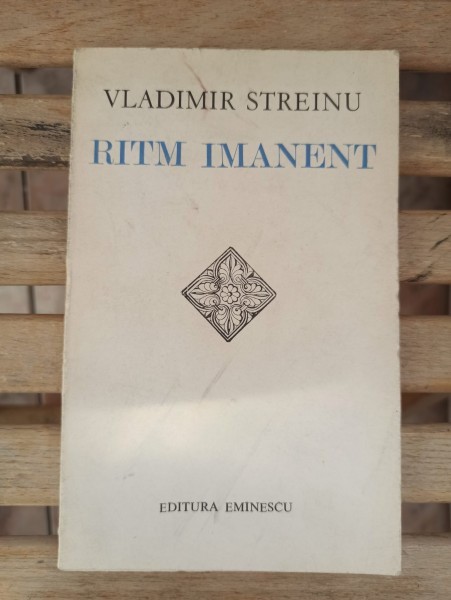 VLADIMIR STREINU
RITM IMANENT
EDITURA EMINESCU